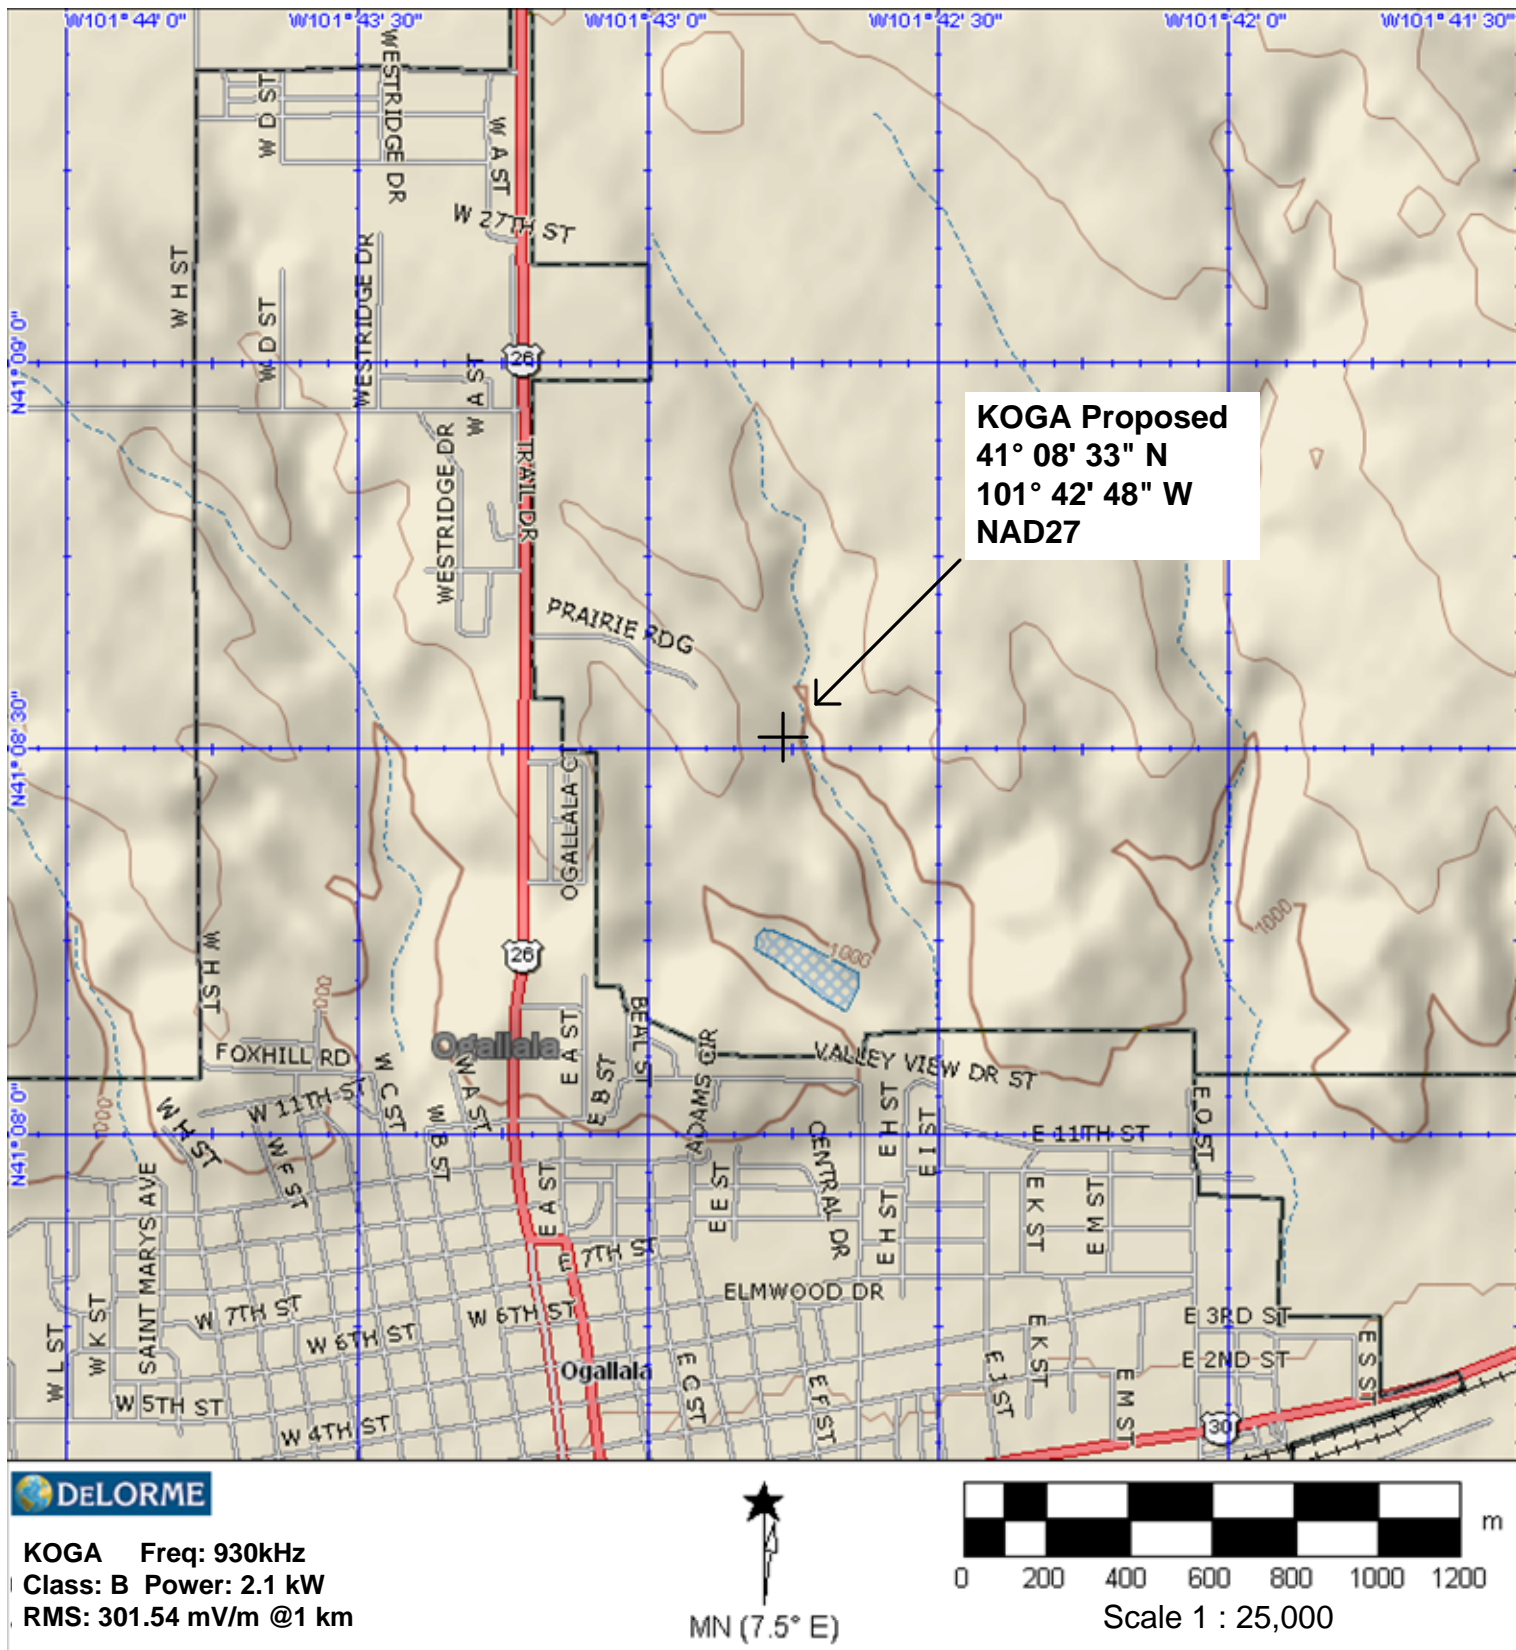 W101°44' 0"
W101°43' 30"
W101°43' 0"
W101°42' 30"
W101°42' 0"
W101°41' 30"
W D ST
WESTRIDGE DR
W A ST
W 27TH ST
W H ST
WESTRIDGE DR
W D ST
N41°09' 0"
26
W A ST
WESTRIDGE DR
TRAIL DR
KOGA Proposed
41° 08' 33" N
101° 42' 48" W
NAD27
PRAIRIE RDG
N41°08' 30"
OGALLALA CT
W H ST
26
1000
1000
1000
1000
Ogallala
FOXHILL RD
E A ST
BEAL ST
E B ST
ADAMS CIR
VALLEY VIEW DR ST
W 11TH ST
W C ST
W A ST
W B ST
W H ST
W F ST
N41°08' 0"
E H ST
E I ST
E 11TH ST
E O ST
CENTRAL DR
SAINT MARYS AVE
E A ST
E E ST
E H ST
E K ST
E M ST
E 7TH ST
ELMWOOD DR
W 7TH ST
W 6TH ST
W 6TH ST
E 3RD ST
E 2ND ST
W L ST
W K ST
Ogallala
E C ST
E F ST
E I ST
E K ST
E M ST
E S ST
W 5TH ST
W 4TH ST
30
DELORME
KOGA Freq: 930kHz
Class: B Power: 2.1 kW
RMS: 301.54 mV/m @1 km
MN (7.5° E)
m
0 200 400 600 800 1000 1200
Scale 1 : 25,000